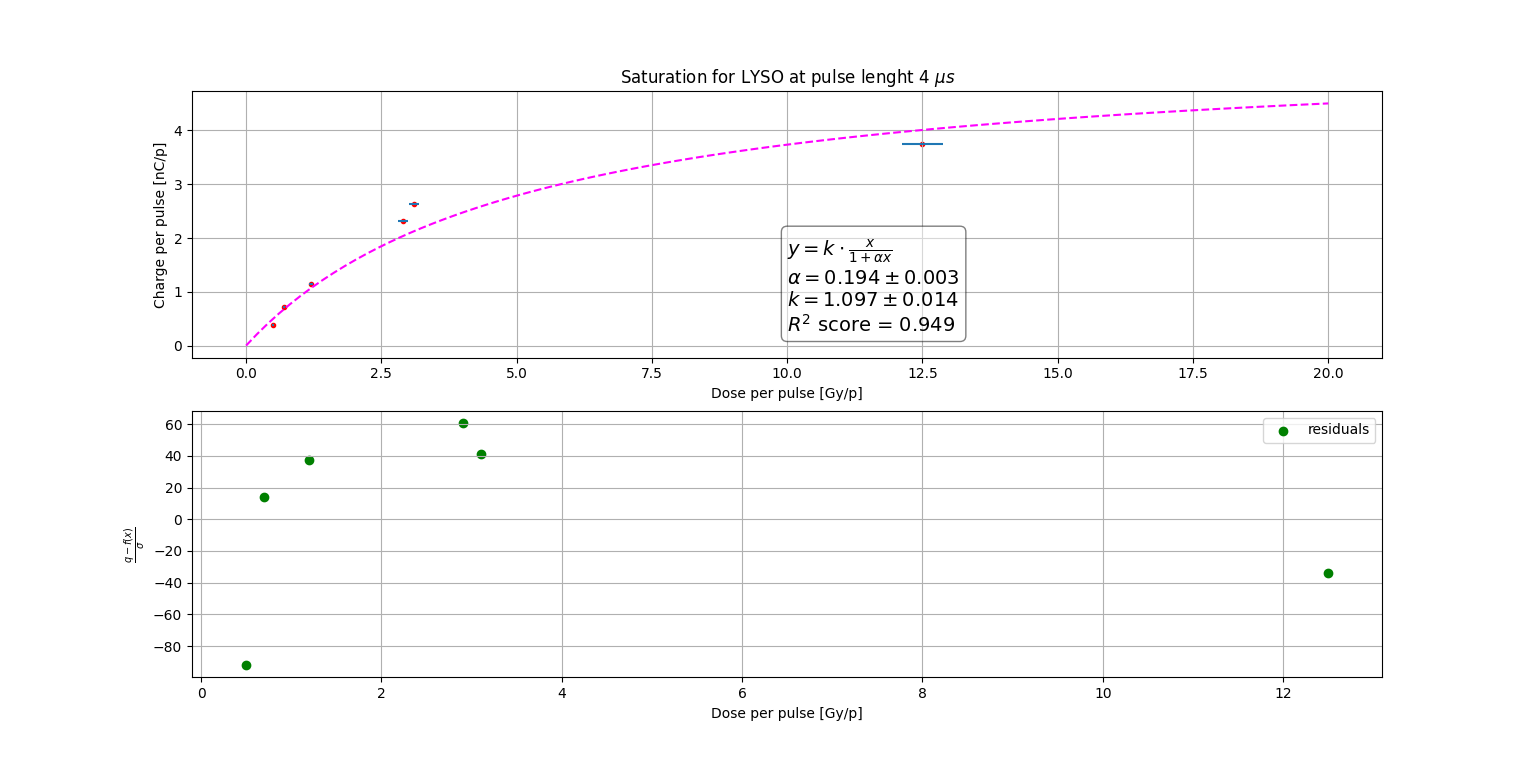 Saturation for LYSO at pulse lenght 4 μs
Charge per pulse [nC/p]
4
3
2
1
0
y = k · x/(1 + αx)
α = 0.194 ± 0.003
k = 1.097 ± 0.014
R² score = 0.949
0.0 2.5 5.0 7.5 10.0 12.5 15.0 17.5 20.0
Dose per pulse [Gy/p]
residuals
(q − f(x))/σ
60
40
20
0
−20
−40
−60
−80
0 2 4 6 8 10 12
Dose per pulse [Gy/p]